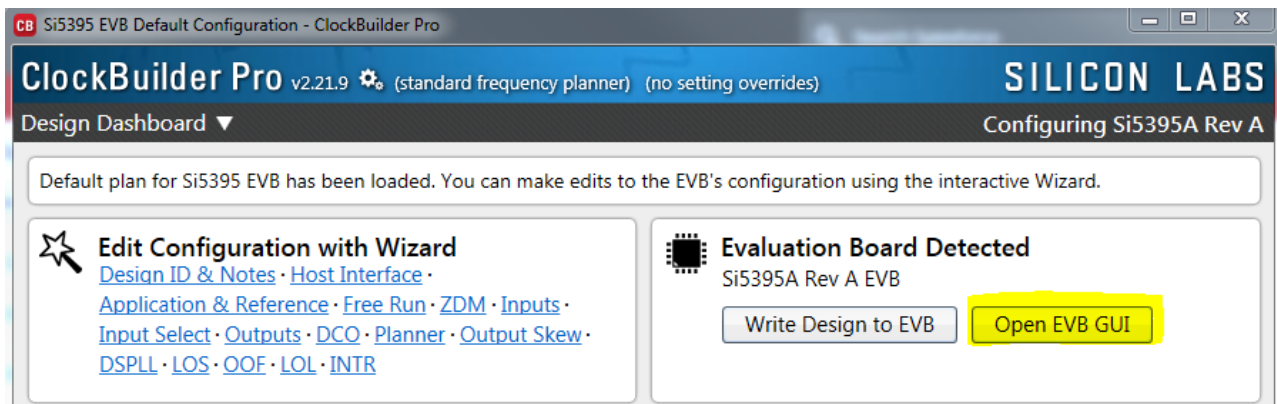 CB Si5395 EVB Default Configuration - ClockBuilder Pro
ClockBuilder Pro v2.21.9 (standard frequency planner) (no setting overrides) SILICON LABS
Design Dashboard ▼ Configuring Si5395A Rev A
Default plan for Si5395 EVB has been loaded. You can make edits to the EVB's configuration using the interactive Wizard.
Edit Configuration with Wizard
Design ID & Notes · Host Interface ·
Application & Reference · Free Run · ZDM · Inputs ·
Input Select · Outputs · DCO · Planner · Output Skew ·
DSPLL · LOS · OOF · LOL · INTR
Evaluation Board Detected
Si5395A Rev A EVB
Write Design to EVB Open EVB GUI